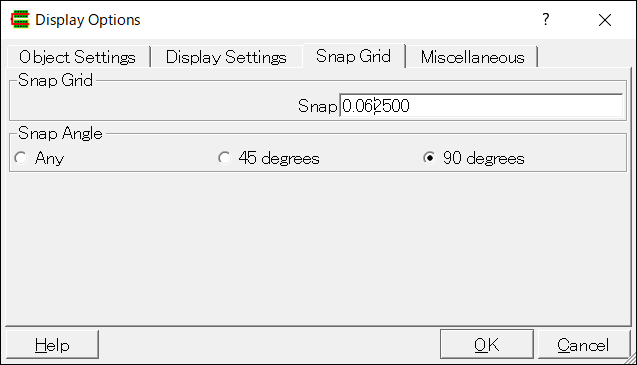 Display Options
?
Object Settings Display Settings Snap Grid Miscellaneous
Snap Grid
Snap 0.062500
Snap Angle
Any 45 degrees 90 degrees
Help OK Cancel